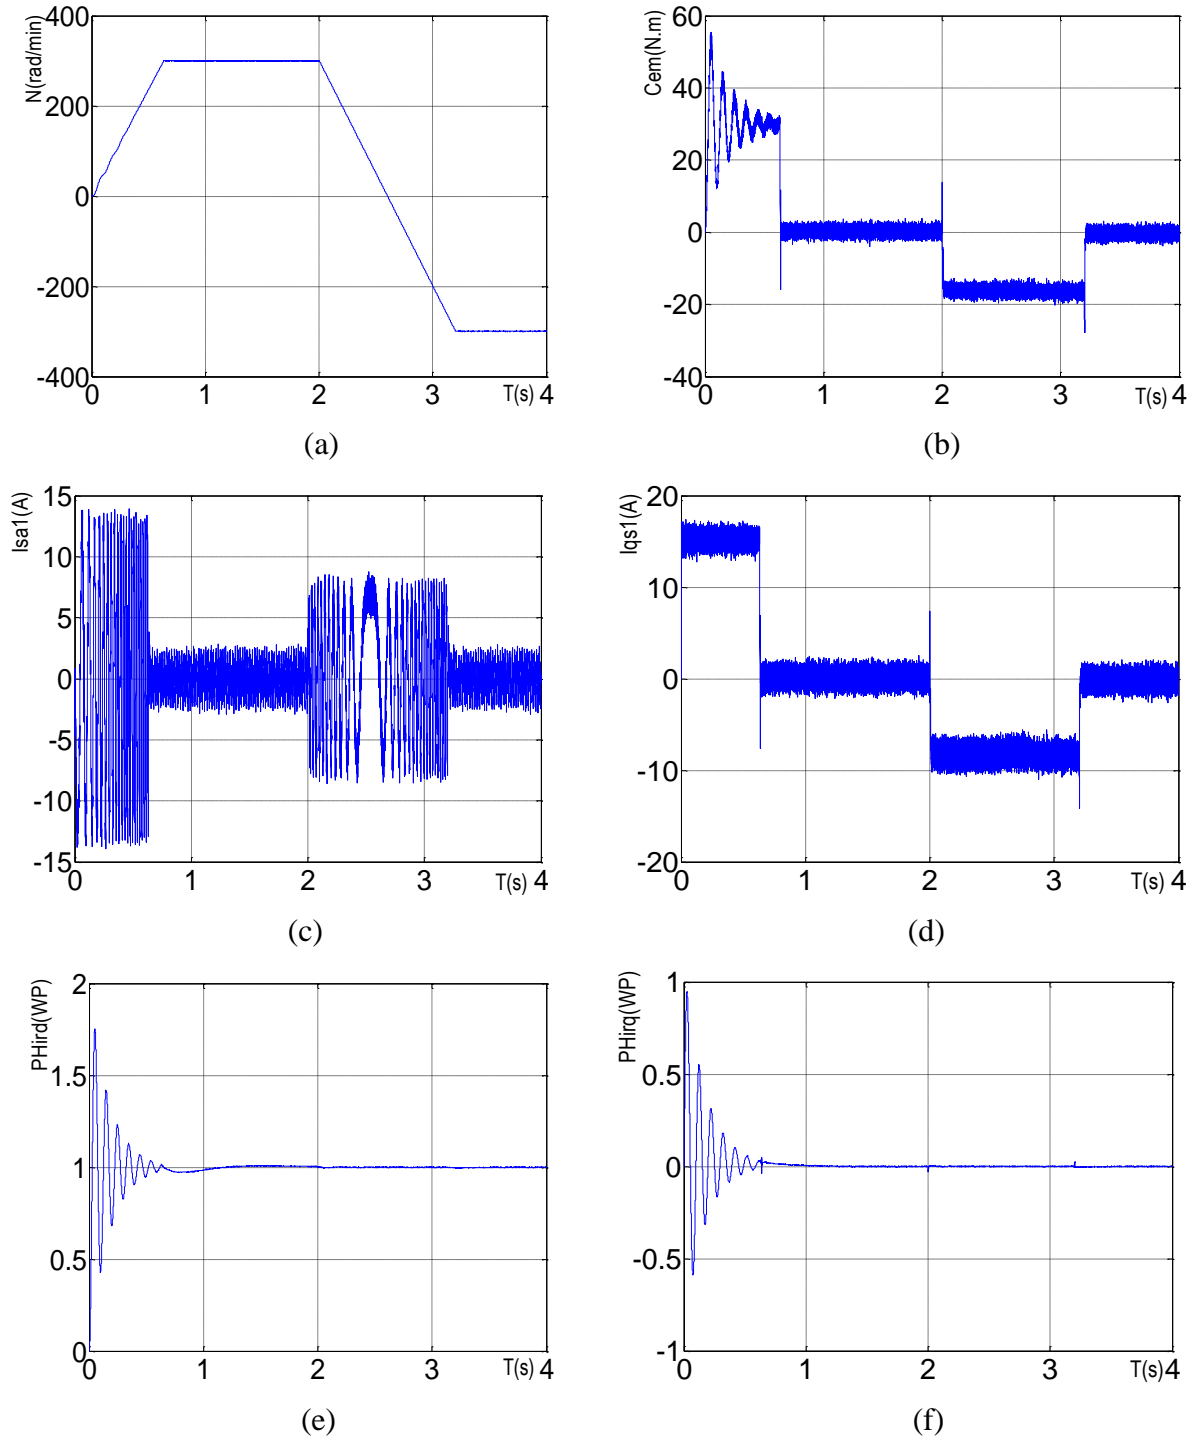 N(rad/min)
400
200
0
-200
-400
0 1 2 3 T(s) 4
(a)
Cem(N.m)
60
40
20
0
-20
-40
0 1 2 3 T(s) 4
(b)
Isa1(A)
15
10
5
0
-5
-10
-15
0 1 2 3 T(s) 4
(c)
Iqs1(A)
20
10
0
-10
-20
0 1 2 3 T(s) 4
(d)
PHird(WP)
2
1.5
1
0.5
0
0 1 2 3 T(s) 4
(e)
PHirq(WP)
1
0.5
0
-0.5
-1
0 1 2 3 T(s) 4
(f)